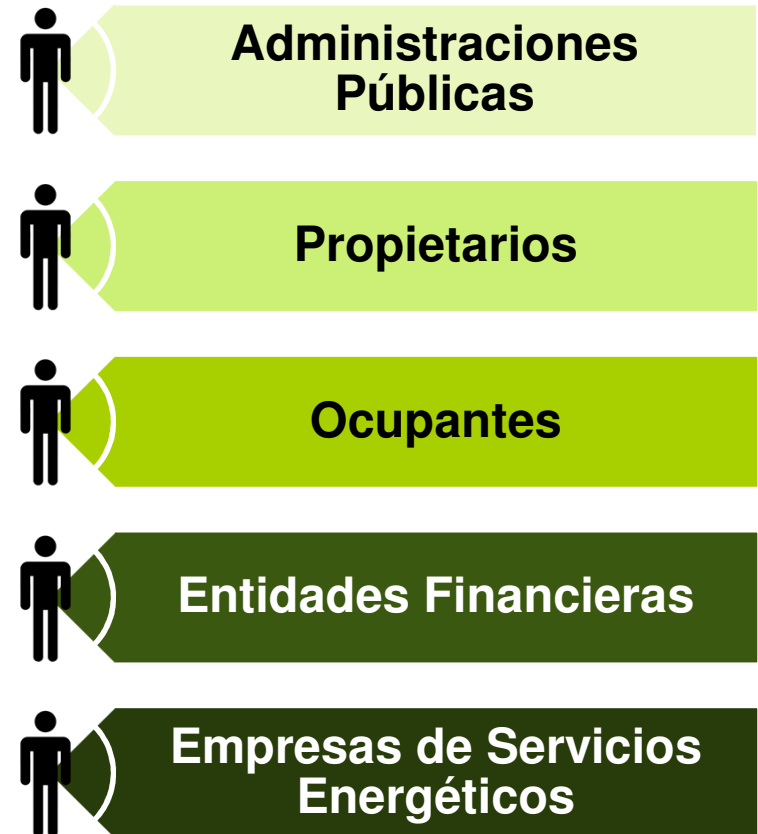 Administraciones
Públicas
Propietarios
Ocupantes
Entidades Financieras
Empresas de Servicios
Energéticos